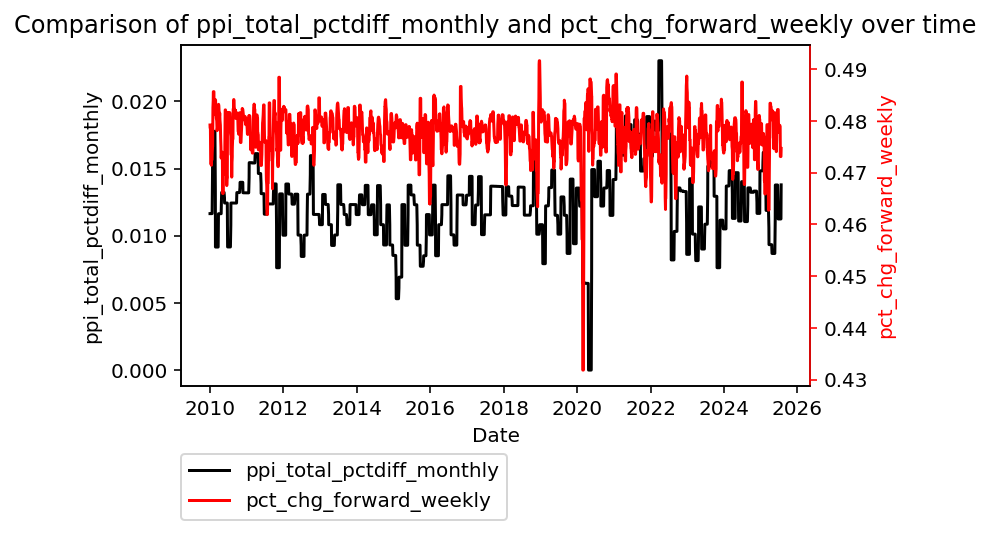 Comparison of ppi_total_pctdiff_monthly and pct_chg_forward_weekly over time
ppi_total_pctdiff_monthly
0.020
0.015
0.010
0.005
0.000
0.49
0.48
0.47
0.46
0.45
0.44
0.43
pct_chg_forward_weekly
2010 2012 2014 2016 2018 2020 2022 2024 2026
Date
ppi_total_pctdiff_monthly
pct_chg_forward_weekly